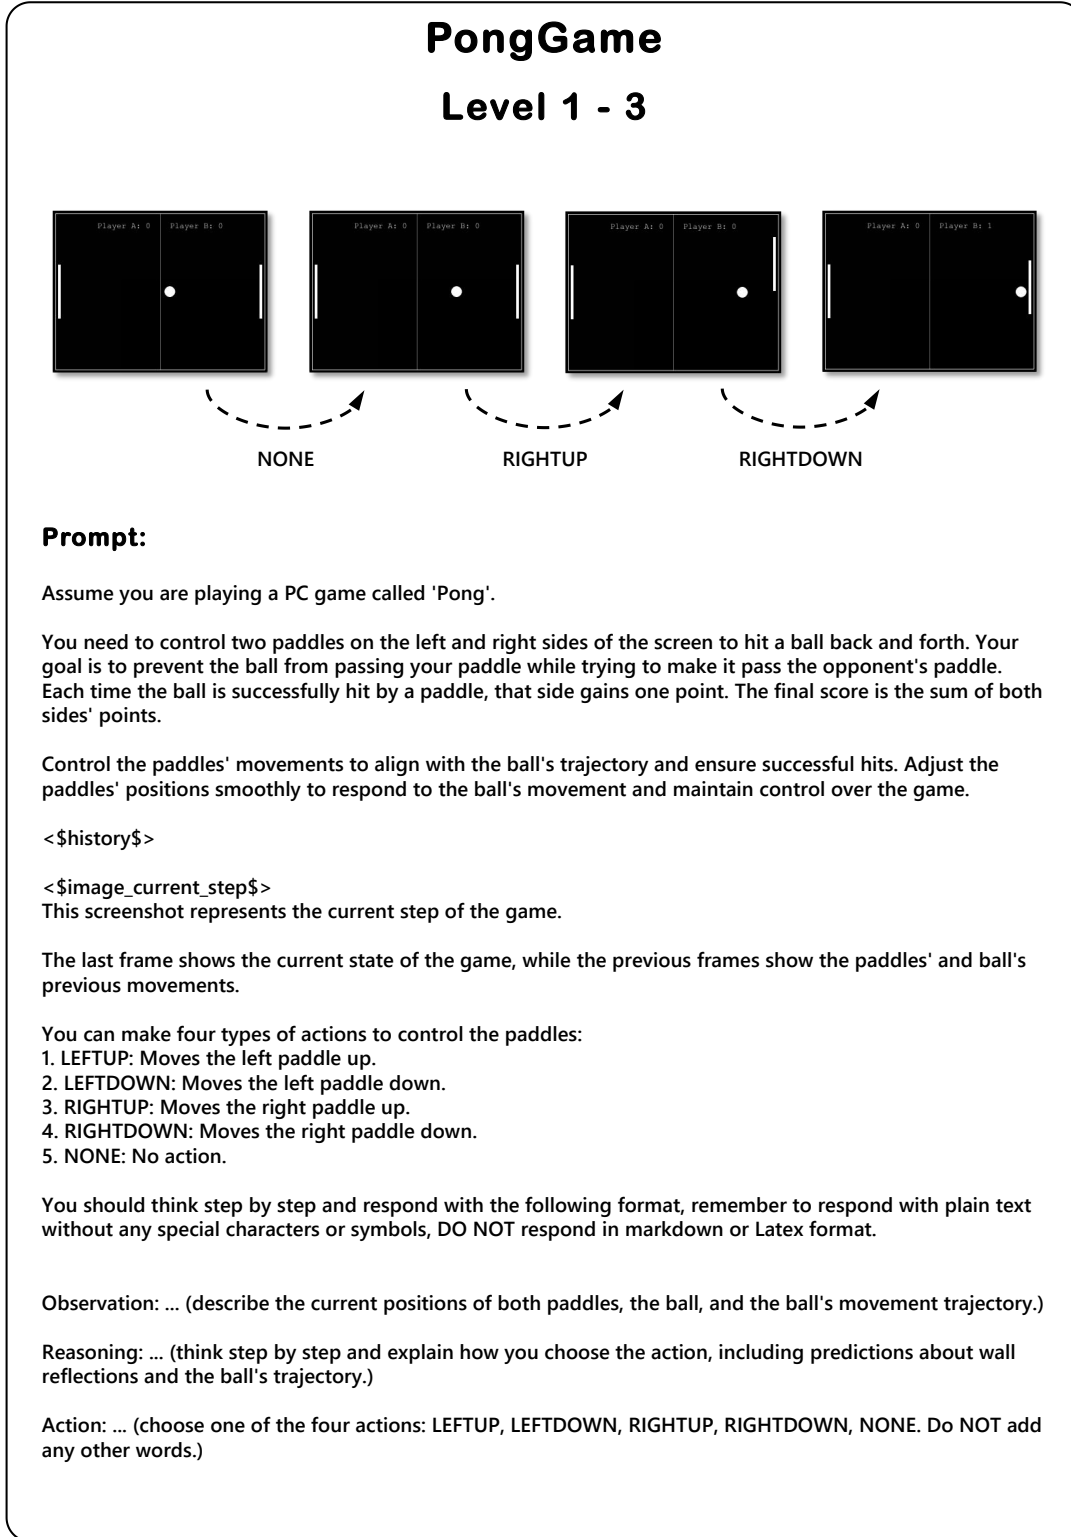 PongGame
Level 1 - 3
Player A: 0 Player B: 0
Player A: 0 Player B: 0
Player A: 0 Player B: 0
Player A: 0 Player B: 1
NONE
RIGHTUP
RIGHTDOWN
Prompt:
Assume you are playing a PC game called 'Pong'.
You need to control two paddles on the left and right sides of the screen to hit a ball back and forth. Your
goal is to prevent the ball from passing your paddle while trying to make it pass the opponent's paddle.
Each time the ball is successfully hit by a paddle, that side gains one point. The final score is the sum of both
sides' points.
Control the paddles' movements to align with the ball's trajectory and ensure successful hits. Adjust the
paddles' positions smoothly to respond to the ball's movement and maintain control over the game.
<$history$>
<$image_current_step$>
This screenshot represents the current step of the game.
The last frame shows the current state of the game, while the previous frames show the paddles' and ball's
previous movements.
You can make four types of actions to control the paddles:
1. LEFTUP: Moves the left paddle up.
2. LEFTDOWN: Moves the left paddle down.
3. RIGHTUP: Moves the right paddle up.
4. RIGHTDOWN: Moves the right paddle down.
5. NONE: No action.
You should think step by step and respond with the following format, remember to respond with plain text
without any special characters or symbols, DO NOT respond in markdown or Latex format.
Observation: ... (describe the current positions of both paddles, the ball, and the ball's movement trajectory.)
Reasoning: ... (think step by step and explain how you choose the action, including predictions about wall
reflections and the ball's trajectory.)
Action: ... (choose one of the four actions: LEFTUP, LEFTDOWN, RIGHTUP, RIGHTDOWN, NONE. Do NOT add
any other words.)